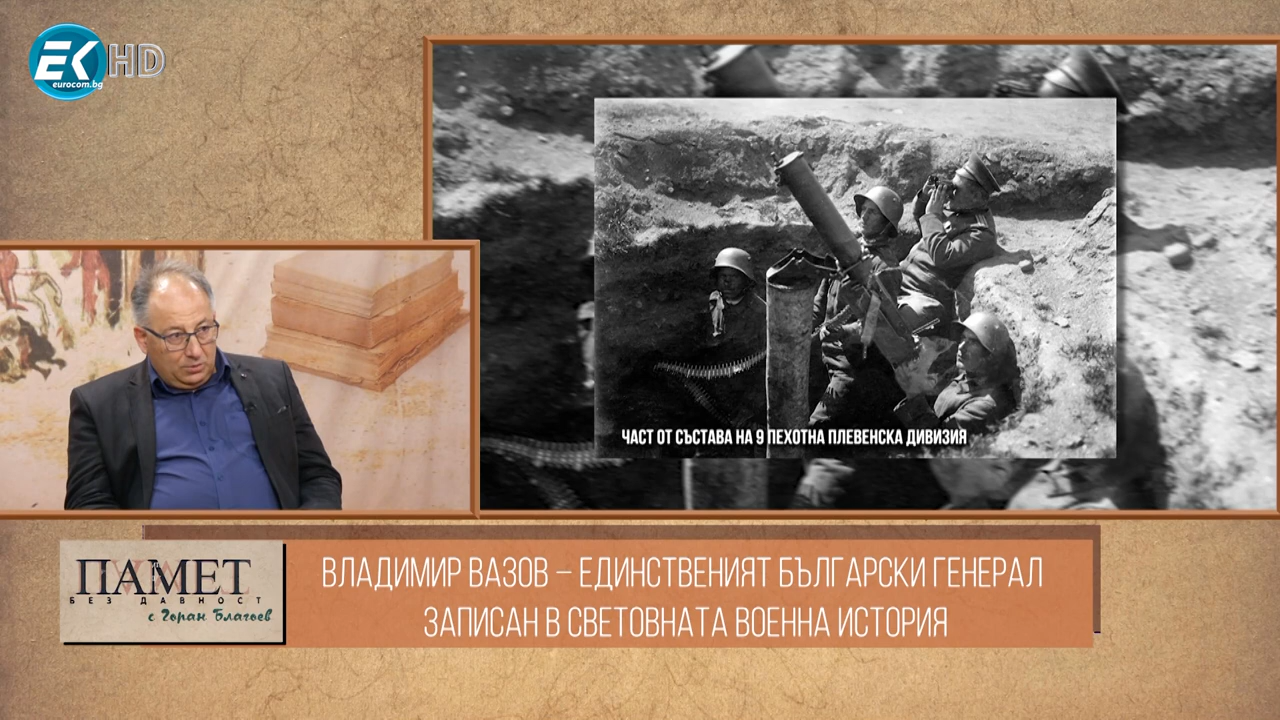 EK HD
eurocom.bg
ЧАСТ ОТ СЪСТАВА НА 9 ПЕХОТНА ПЛЕВЕНСКА ДИВИЗИЯ
ПАМЕТ
БЕЗ ДАВНОСТ
с Горан Благоев
ВЛАДИМИР ВАЗОВ – ЕДИНСТВЕНИЯТ БЪЛГАРСКИ ГЕНЕРАЛ
ЗАПИСАН В СВЕТОВНАТА ВОЕННА ИСТОРИЯ